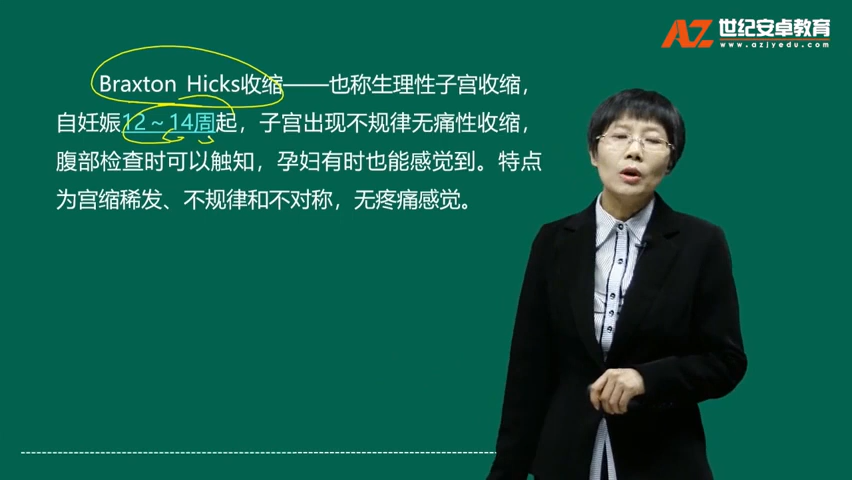 世纪安卓教育
www.azjyedu.com
Braxton Hicks收缩——也称生理性子宫收缩，
自妊娠12～14周起，子宫出现不规律无痛性收缩，
腹部检查时可以触知，孕妇有时也能感觉到。特点
为宫缩稀发、不规律和不对称，无疼痛感觉。